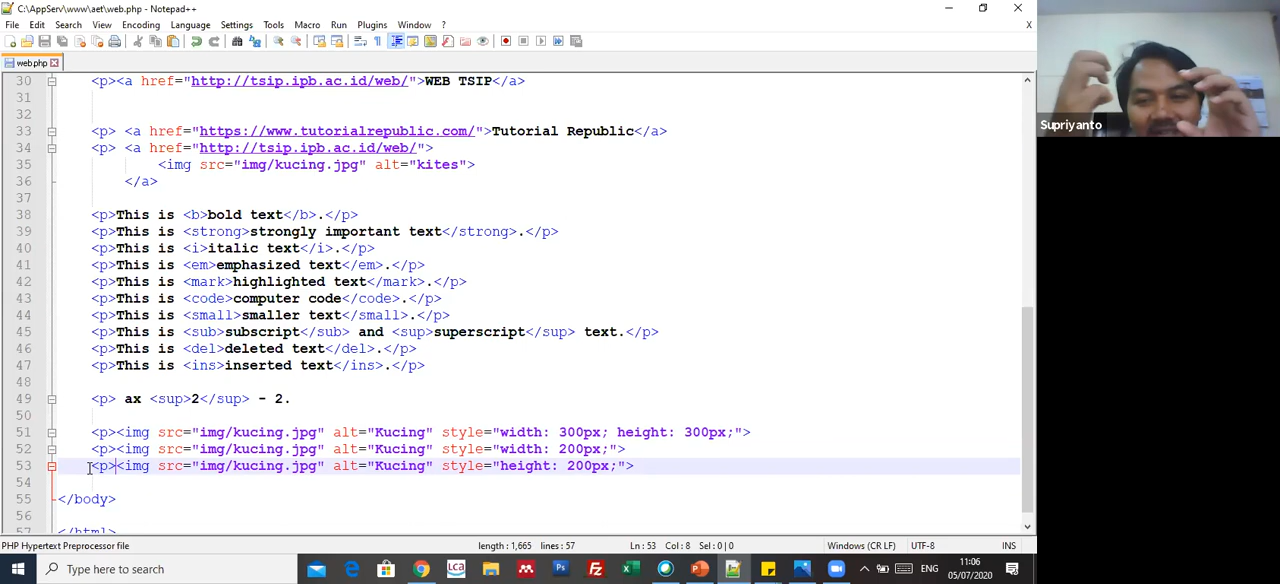 C:\AppServ\www\aet\web.php - Notepad++
File Edit Search View Encoding Language Settings Tools Macro Run Plugins Window ?
X
web.php
30 <p><a href="http://tsip.ipb.ac.id/web/">WEB TSIP</a>
31
32
33 <p> <a href="https://www.tutorialrepublic.com/">Tutorial Republic</a>
34 <p> <a href="http://tsip.ipb.ac.id/web/">
35 <img src="img/kucing.jpg" alt="kites">
36 </a>
37
38 <p>This is <b>bold text</b>.</p>
39 <p>This is <strong>strongly important text</strong>.</p>
40 <p>This is <i>italic text</i>.</p>
41 <p>This is <em>emphasized text</em>.</p>
42 <p>This is <mark>highlighted text</mark>.</p>
43 <p>This is <code>computer code</code>.</p>
44 <p>This is <small>smaller text</small>.</p>
45 <p>This is <sub>subscript</sub> and <sup>superscript</sup> text.</p>
46 <p>This is <del>deleted text</del>.</p>
47 <p>This is <ins>inserted text</ins>.</p>
48
49 <p> ax <sup>2</sup> - 2.
50
51 <p><img src="img/kucing.jpg" alt="Kucing" style="width: 300px; height: 300px;">
52 <p><img src="img/kucing.jpg" alt="Kucing" style="width: 200px;">
53 <p><img src="img/kucing.jpg" alt="Kucing" style="height: 200px;">
54
55 </body>
56
57 </html>
PHP Hypertext Preprocessor file length : 1,665 lines : 57 Ln : 53 Col : 8 Sel : 0 | 0 Windows (CR LF) UTF-8 INS
Type here to search
LCA
ENG
11:06
05/07/2020
Supriyanto